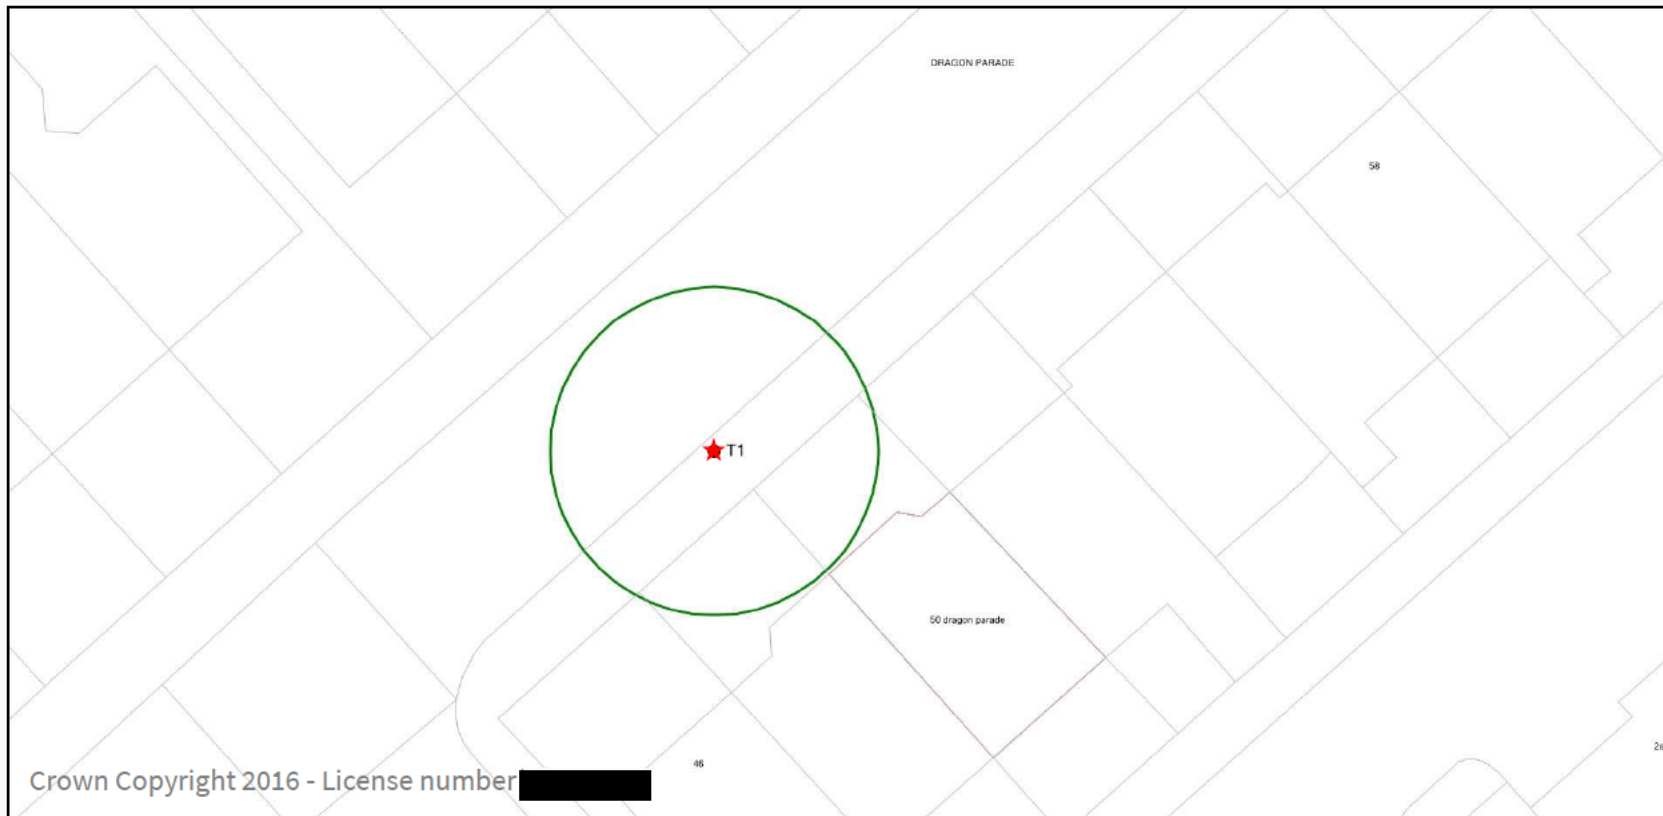 DRAGON PARADE
58
T1
50 dragon parade
46
Crown Copyright 2016 - License number